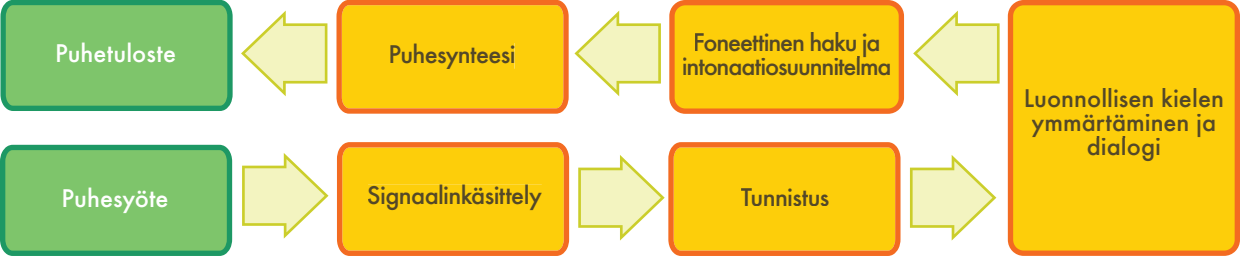 Puhetuloste
Puhesynteesi
Foneettinen haku ja
intonaatiosuunnitelma
Luonnollisen kielen
ymmärtäminen ja
dialogi
Puhesyöte
Signaalinkäsittely
Tunnistus